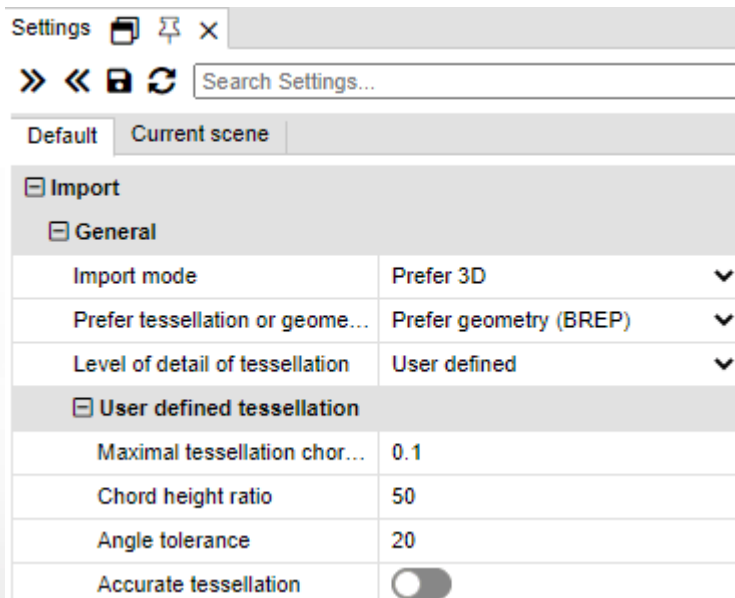 Settings
Search Settings...
Default Current scene
Import
General
Import mode Prefer 3D
Prefer tessellation or geome... Prefer geometry (BREP)
Level of detail of tessellation User defined
User defined tessellation
Maximal tessellation chor... 0.1
Chord height ratio 50
Angle tolerance 20
Accurate tessellation